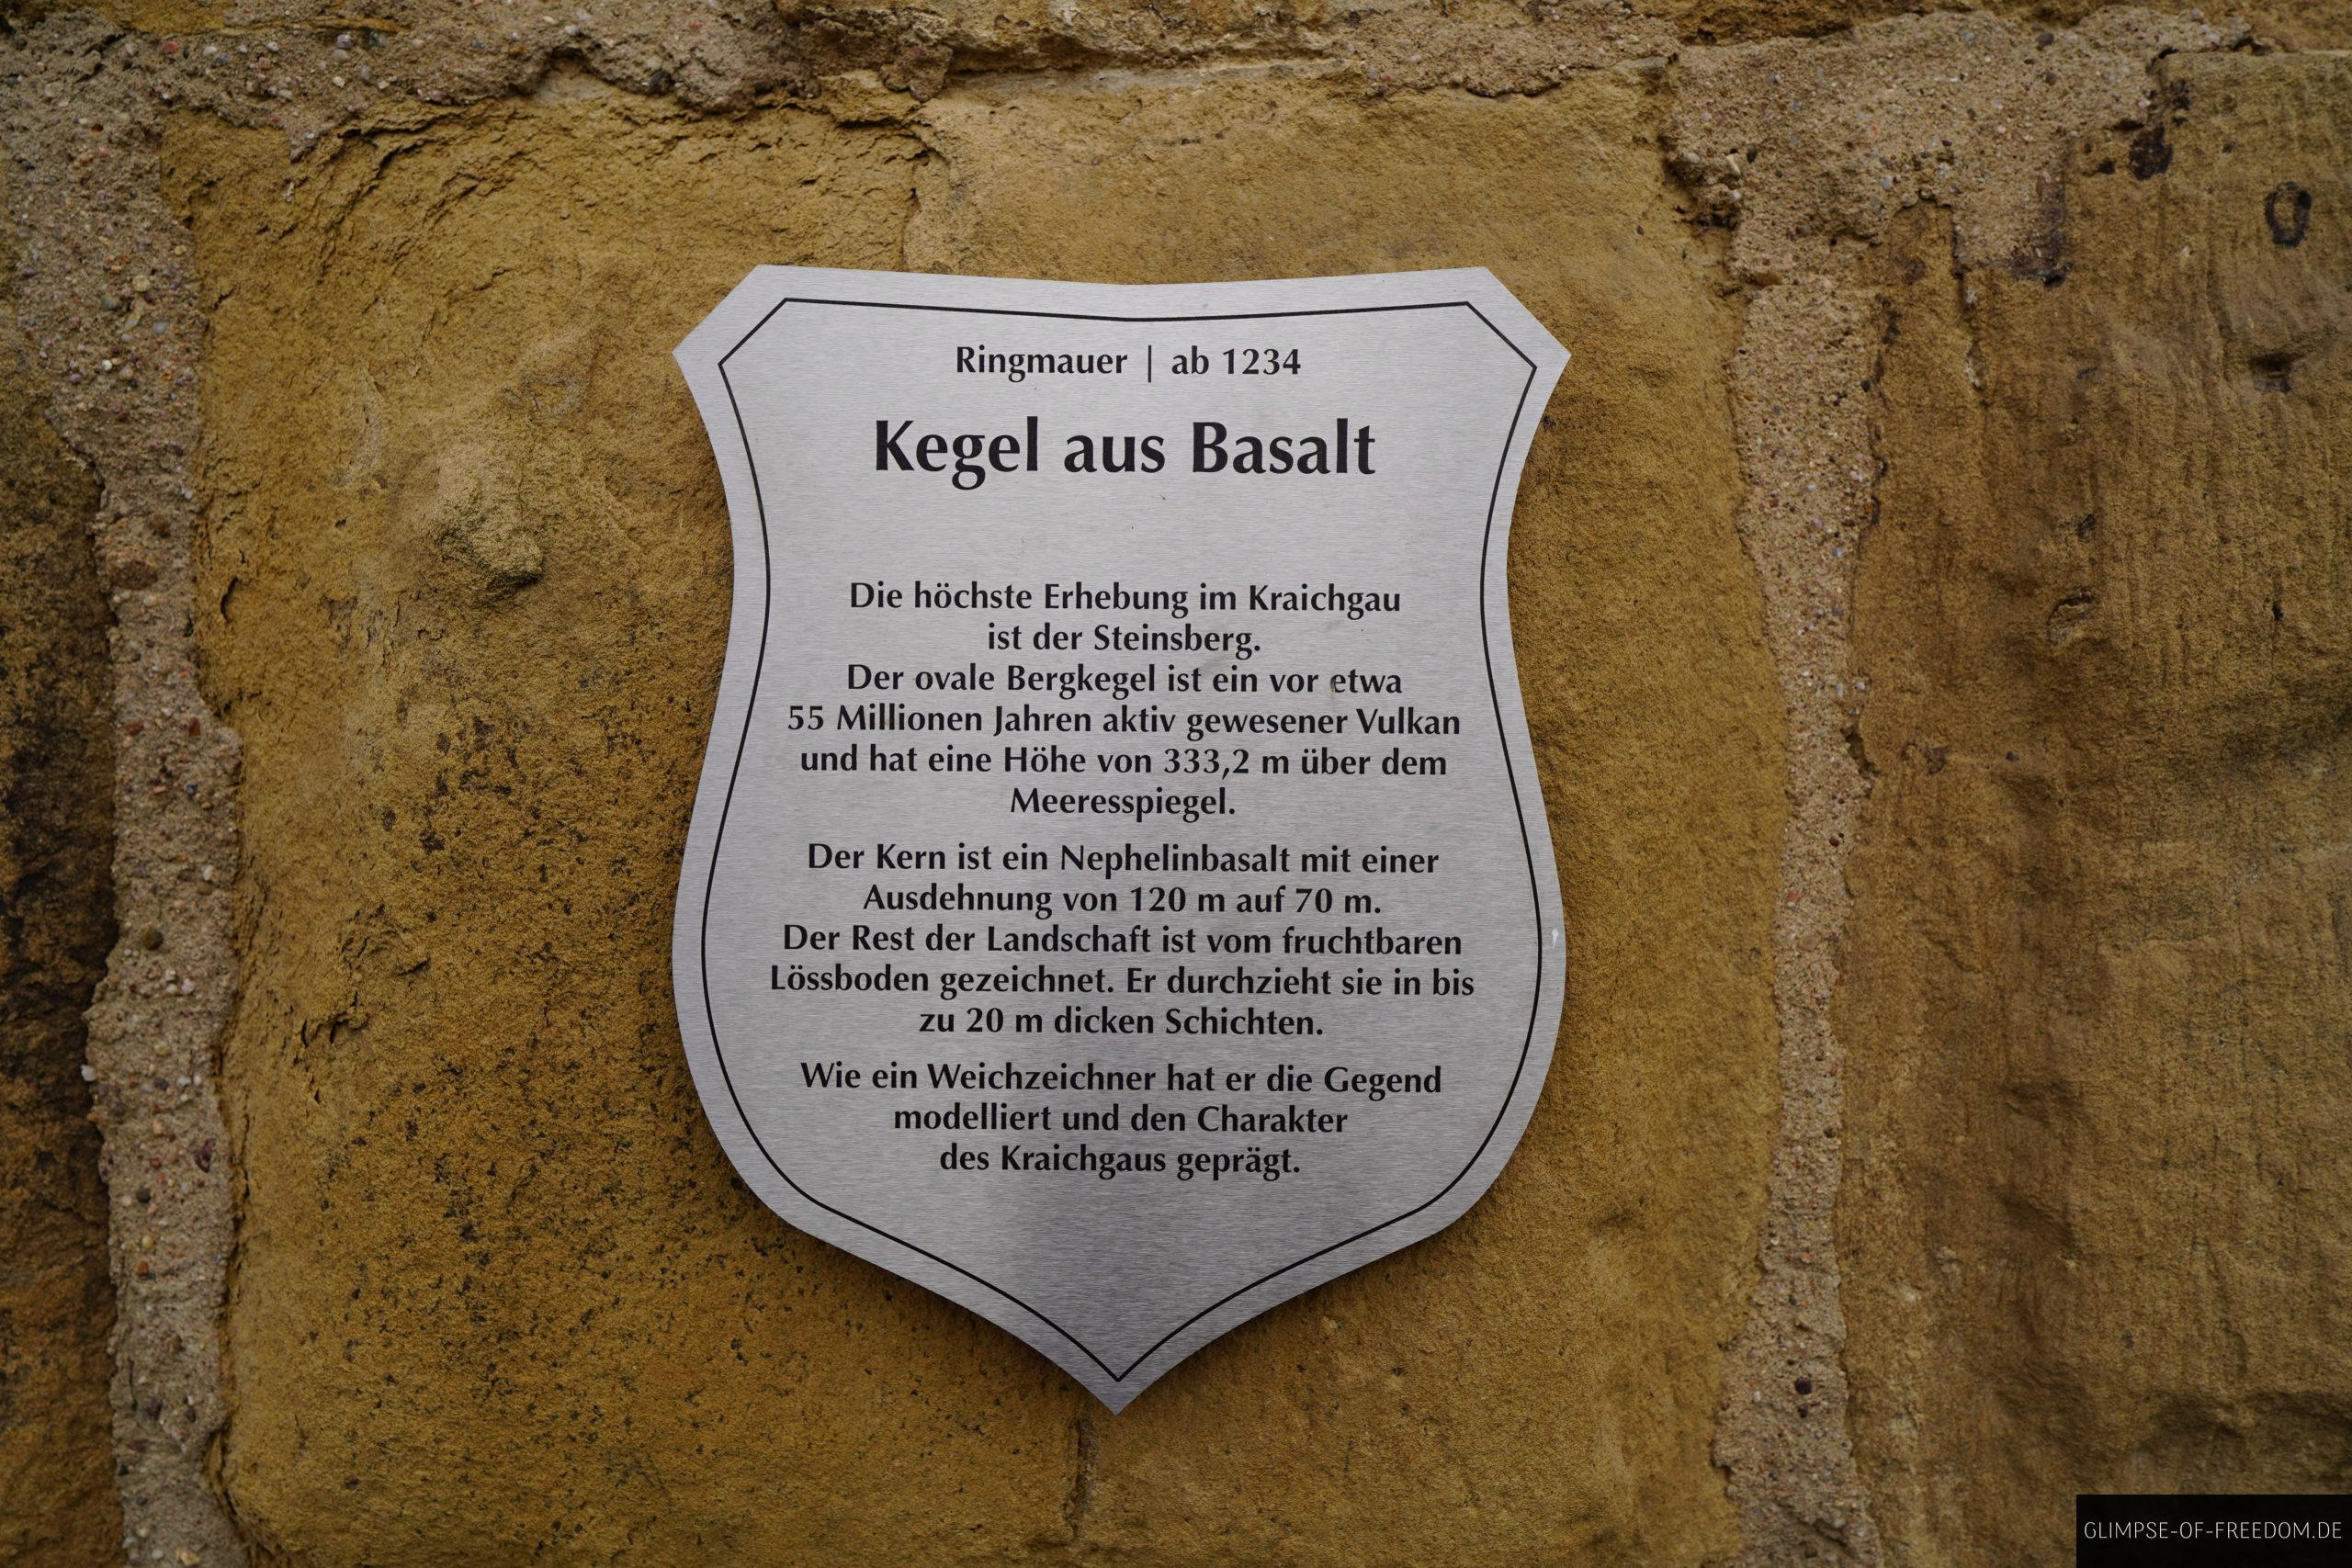 Ringmauer | ab 1234
Kegel aus Basalt
Die höchste Erhebung im Kraichgau
ist der Steinsberg.
Der ovale Bergkegel ist ein vor etwa
55 Millionen Jahren aktiv gewesener Vulkan
und hat eine Höhe von 333,2 m über dem
Meeresspiegel.
Der Kern ist ein Nephelinbasalt mit einer
Ausdehnung von 120 m auf 70 m.
Der Rest der Landschaft ist vom fruchtbaren
Lössboden gezeichnet. Er durchzieht sie in bis
zu 20 m dicken Schichten.
Wie ein Weichzeichner hat er die Gegend
modelliert und den Charakter
des Kraichgaus geprägt.
GLIMPSE-OF-FREEDOM.DE